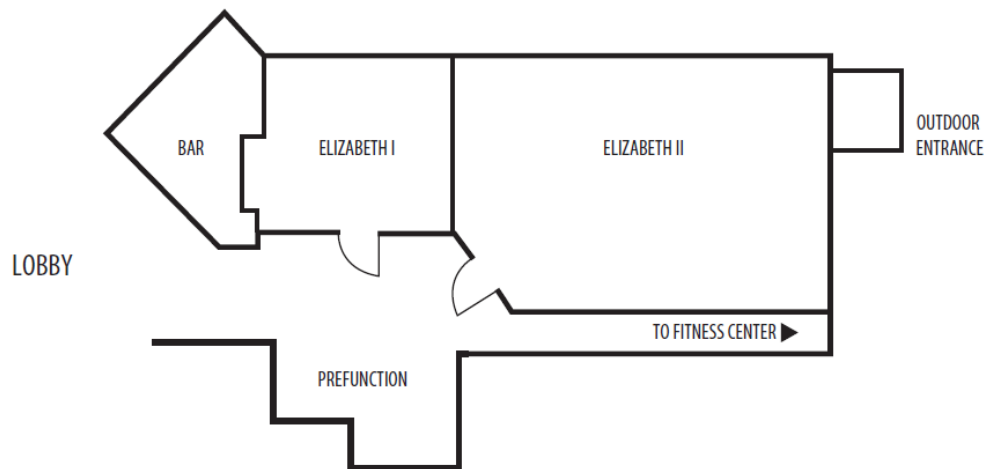 BAR
ELIZABETH I
ELIZABETH II
OUTDOOR
ENTRANCE
LOBBY
TO FITNESS CENTER
PREFUNCTION